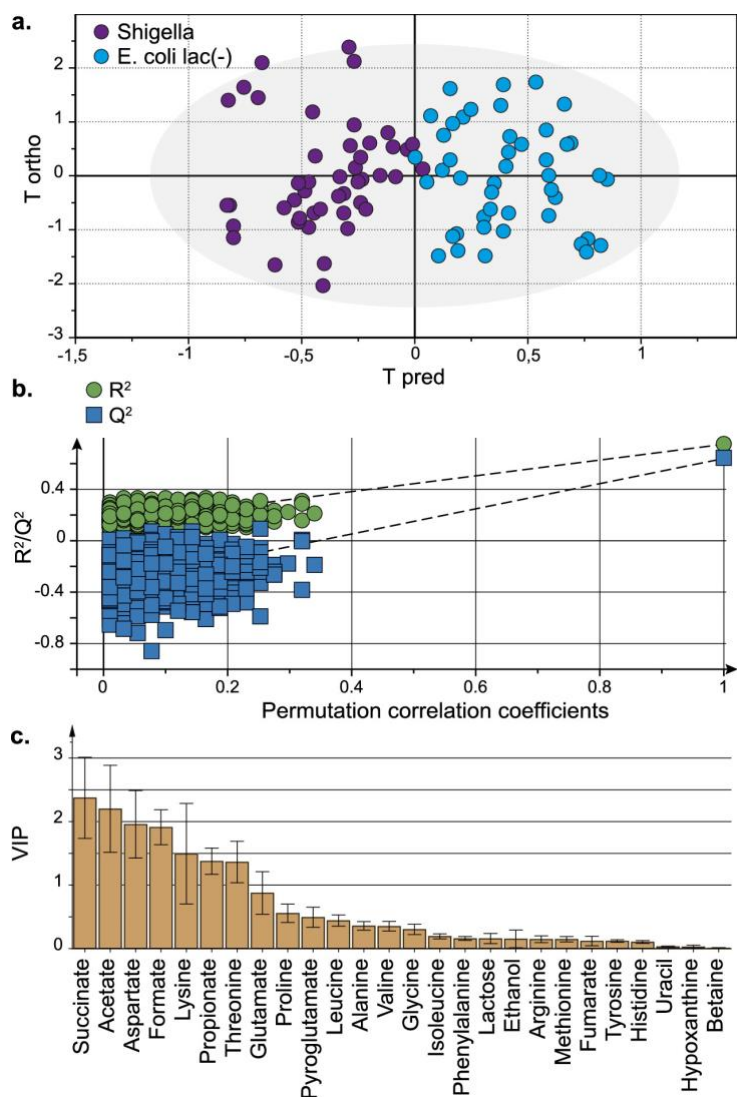 a.
Shigella
E. coli lac(-)
2
1
0
-1
-2
-3
T ortho
-1,5
-1
-0,5
0
0,5
1
T pred
b.
R²
Q²
0.4
0
-0.4
-0.8
R²/Q²
0
0.2
0.4
0.6
0.8
1
Permutation correlation coefficients
c.
3
2
1
0
VIP
Succinate
Acetate
Aspartate
Formate
Lysine
Propionate
Threonine
Glutamate
Proline
Pyroglutamate
Leucine
Alanine
Valine
Glycine
Isoleucine
Phenylalanine
Lactose
Ethanol
Arginine
Methionine
Fumarate
Tyrosine
Histidine
Uracil
Hypoxanthine
Betaine